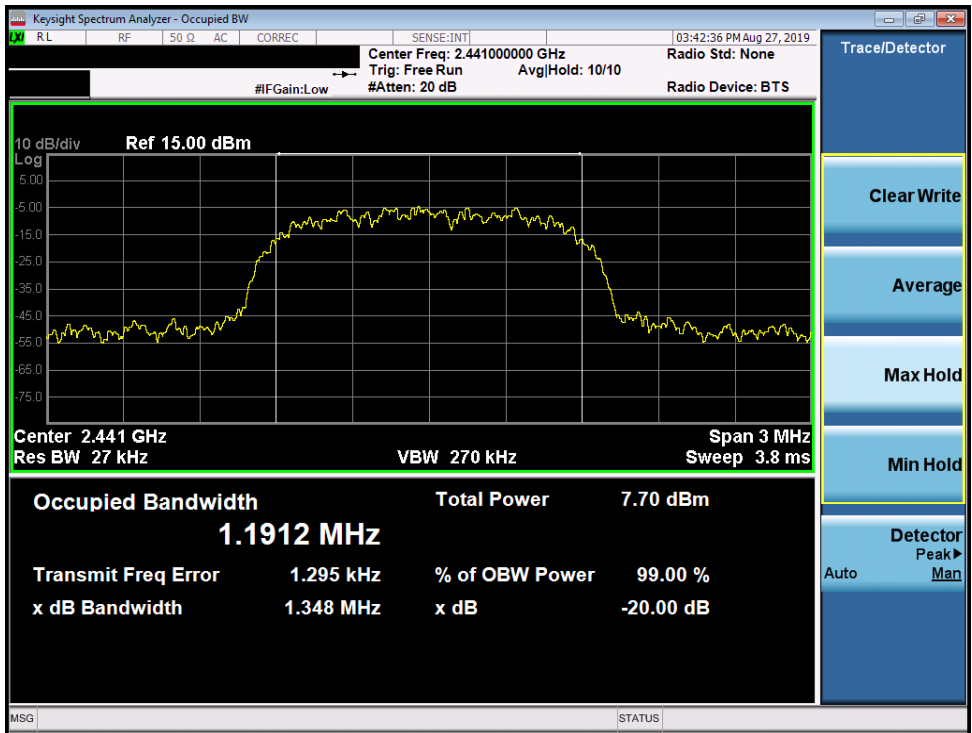 Keysight Spectrum Analyzer - Occupied BW
LXI RL RF 50 Ω AC CORREC SENSE:INT 03:42:36 PM Aug 27, 2019
Center Freq: 2.441000000 GHz Radio Std: None
Trig: Free Run Avg|Hold: 10/10
#IFGain:Low #Atten: 20 dB Radio Device: BTS
10 dB/div Ref 15.00 dBm
Log
5.00
-5.00
-15.0
-25.0
-35.0
-45.0
-55.0
-65.0
-75.0
Center 2.441 GHz Span 3 MHz
Res BW 27 kHz VBW 270 kHz Sweep 3.8 ms
Occupied Bandwidth Total Power 7.70 dBm
1.1912 MHz
Transmit Freq Error 1.295 kHz % of OBW Power 99.00 %
x dB Bandwidth 1.348 MHz x dB -20.00 dB
MSG STATUS
Trace/Detector
Clear Write
Average
Max Hold
Min Hold
Detector
Peak▶
Auto Man